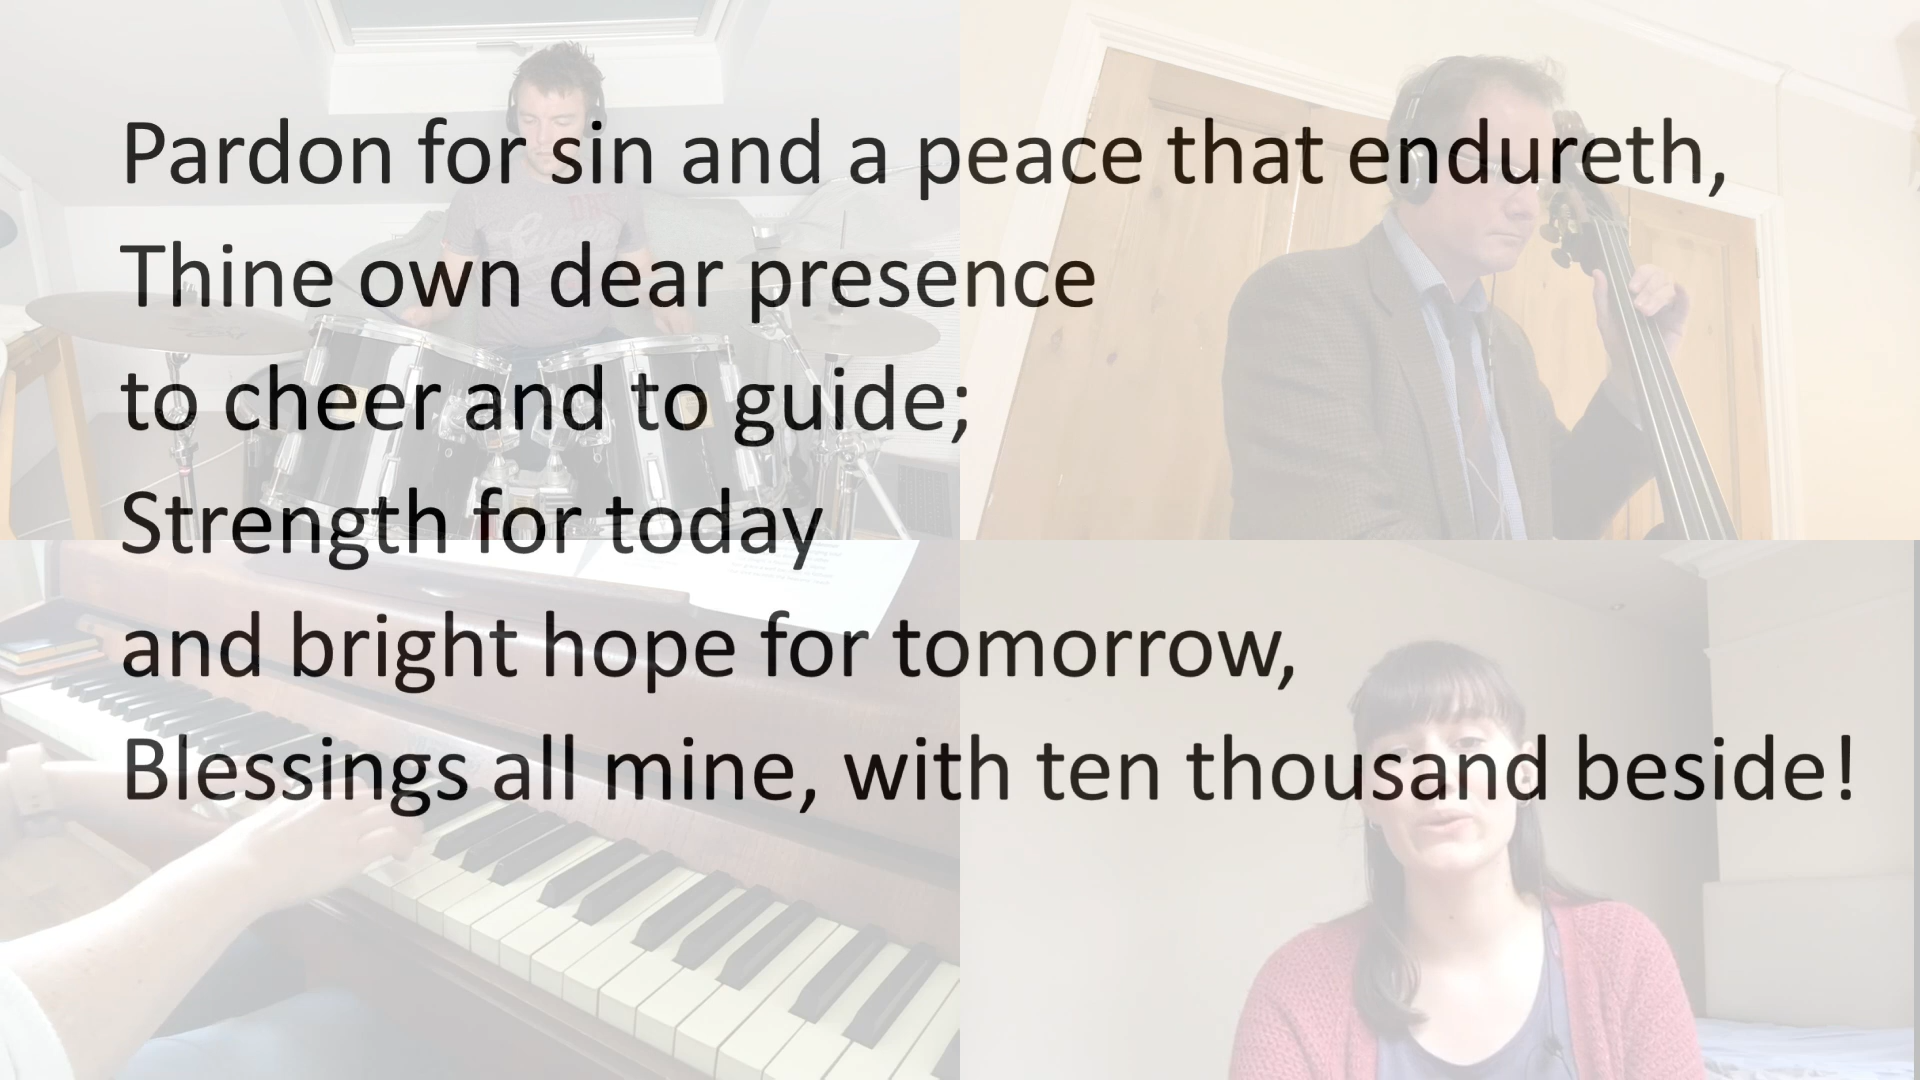 Pardon for sin and a peace that endureth,
Thine own dear presence
to cheer and to guide;
Strength for today
and bright hope for tomorrow,
Blessings all mine, with ten thousand beside!